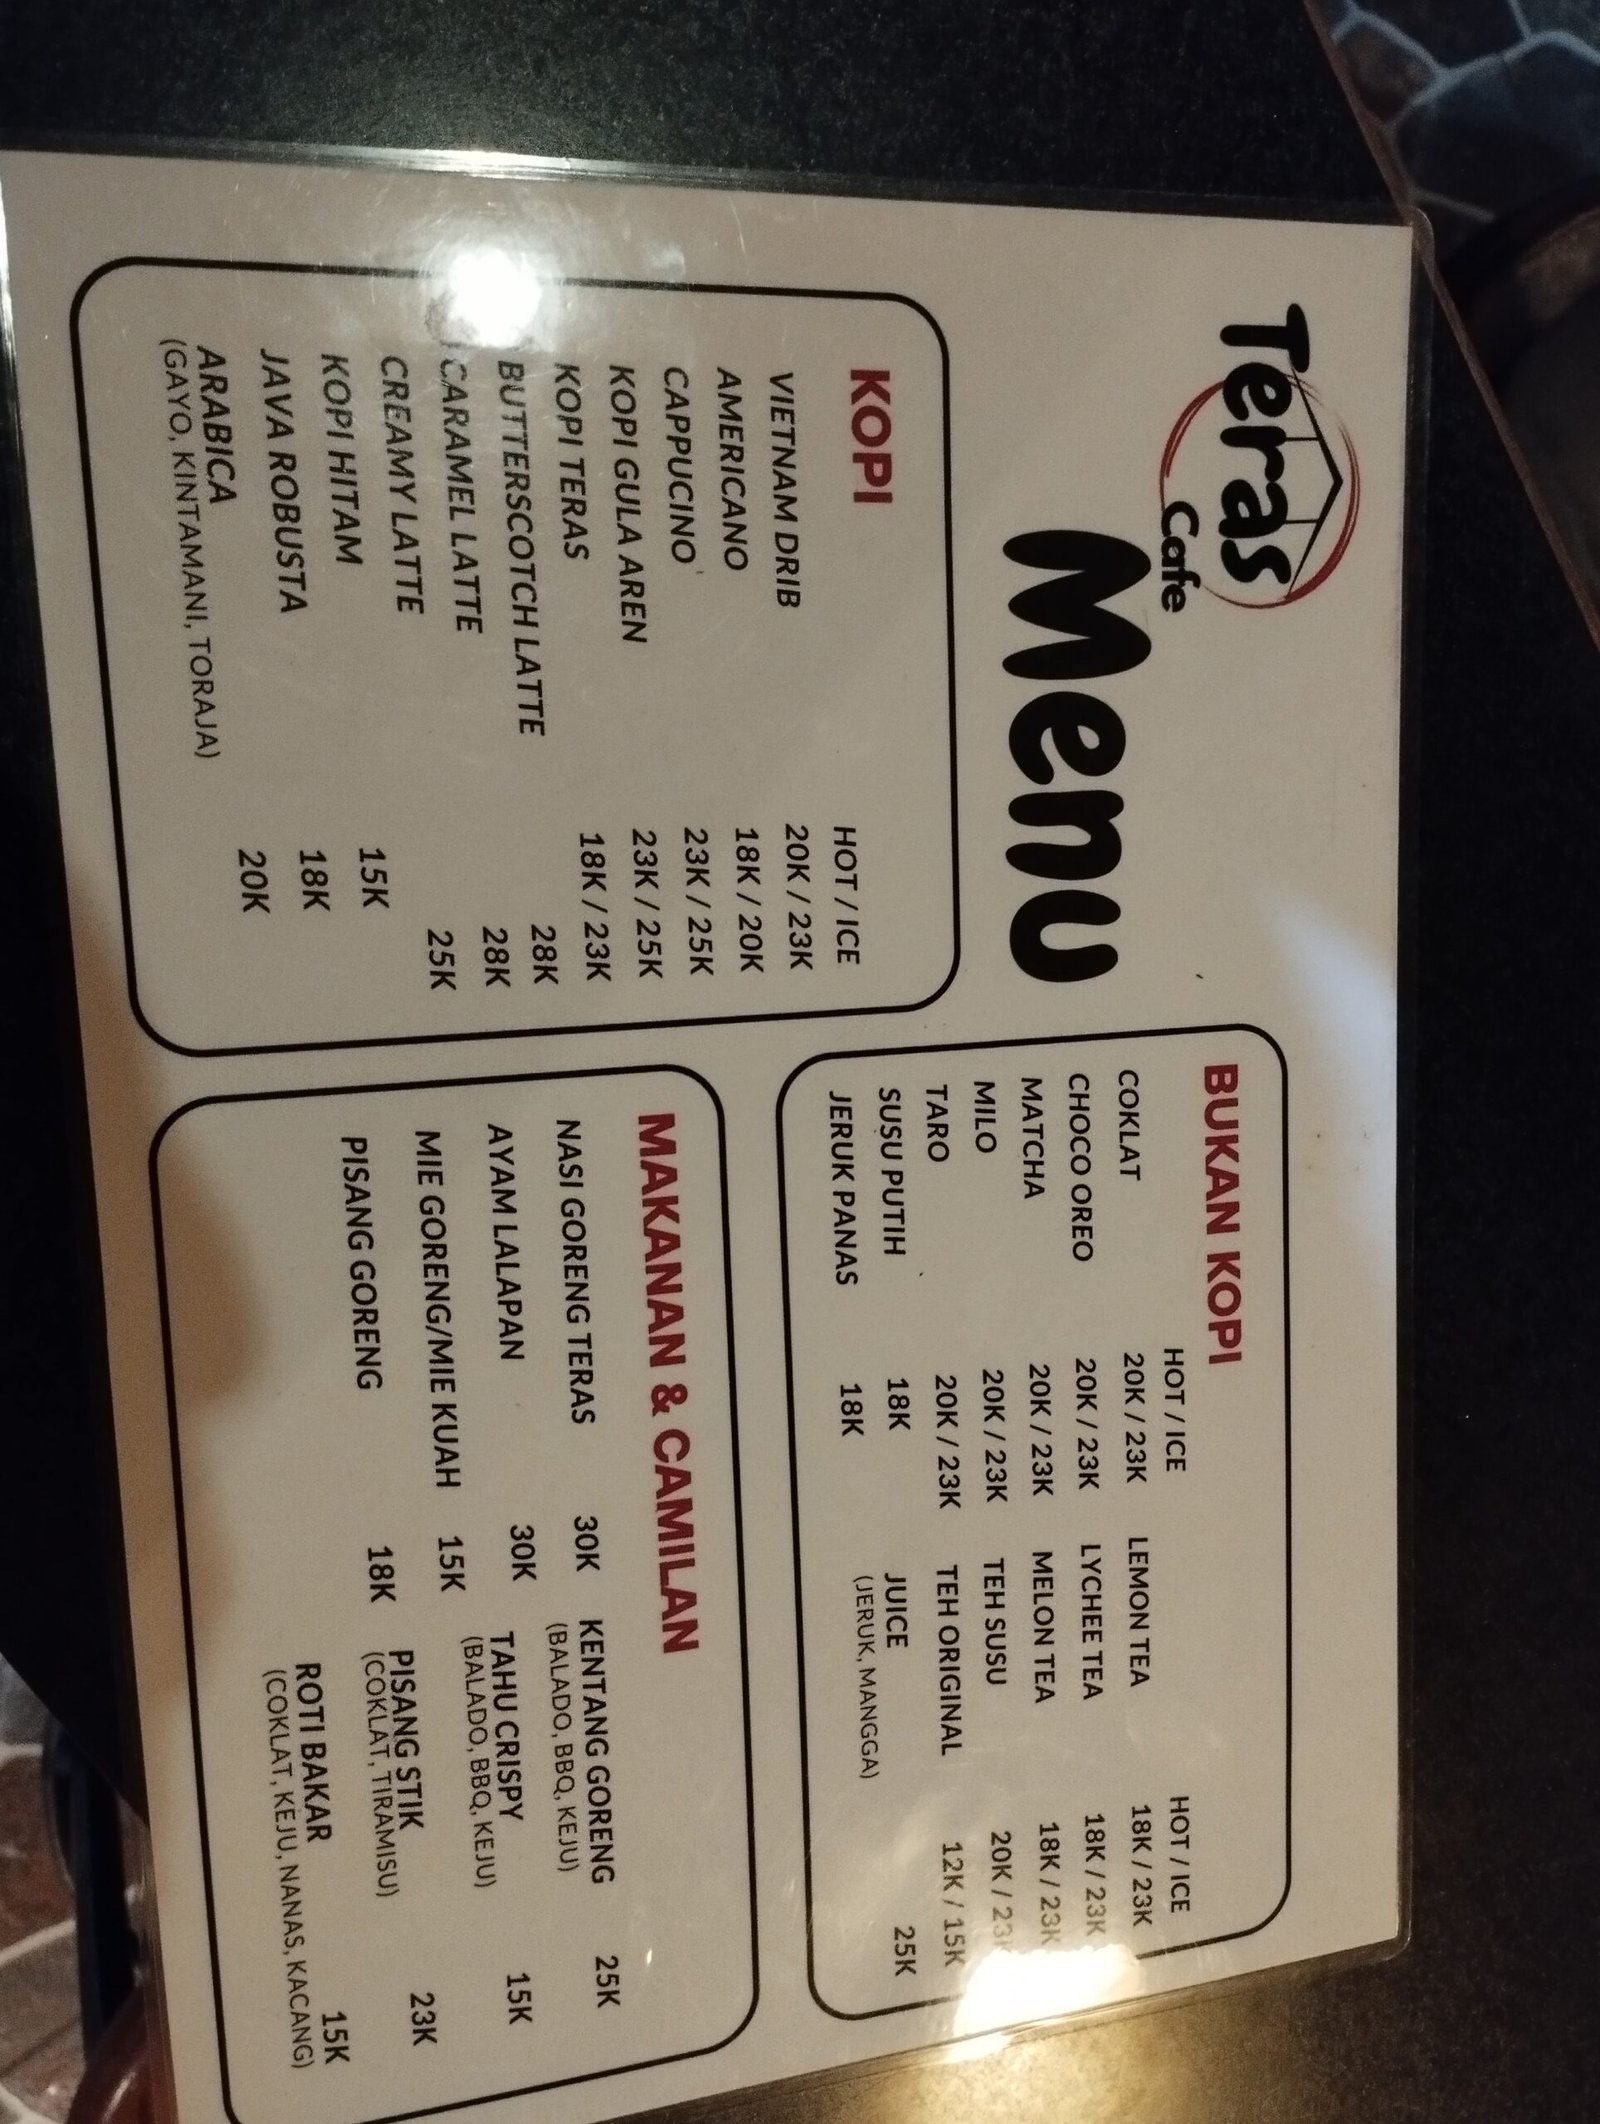 Teras
Cafe
Menu
KOPI
HOT / ICE
VIETNAM DRIB 20K / 23K
AMERICANO 18K / 20K
CAPPUCINO 23K / 25K
KOPI GULA AREN 23K / 25K
KOPI TERAS 18K / 23K
BUTTERSCOTCH LATTE 28K
CARAMEL LATTE 28K
CREAMY LATTE 25K
KOPI HITAM 15K
JAVA ROBUSTA 18K
ARABICA 20K
(GAYO, KINTAMANI, TORAJA)
BUKAN KOPI
HOT / ICE
COKLAT 20K / 23K
CHOCO OREO 20K / 23K
MATCHA 20K / 23K
MILO 20K / 23K
TARO 20K / 23K
SUSU PUTIH 18K
JERUK PANAS 18K
HOT / ICE
LEMON TEA 18K / 23K
LYCHEE TEA 18K / 23K
MELON TEA 18K / 23K
TEH SUSU 20K / 23K
TEH ORIGINAL 12K / 15K
JUICE 25K
(JERUK, MANGGA)
MAKANAN & CAMILAN
NASI GORENG TERAS 30K
AYAM LALAPAN 30K
MIE GORENG/MIE KUAH 15K
PISANG GORENG 18K
KENTANG GORENG 25K
(BALADO, BBQ, KEJU)
TAHU CRISPY 15K
(BALADO, BBQ, KEJU)
PISANG STIK 23K
(COKLAT, TIRAMISU)
ROTI BAKAR 15K
(COKLAT, KEJU, NANAS, KACANG)